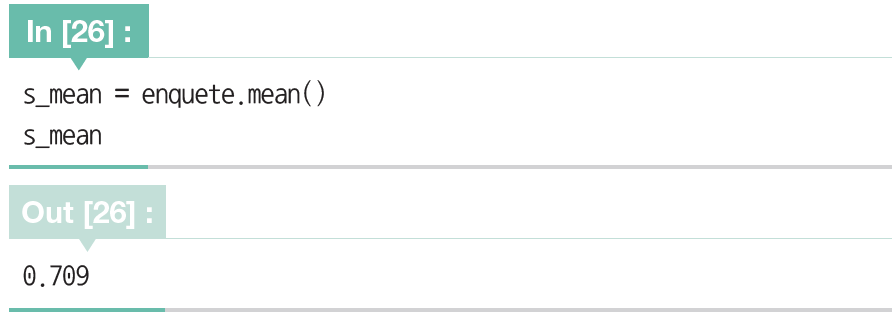 In [26] :
s_mean = enquete.mean()
s_mean
Out [26] :
0.709